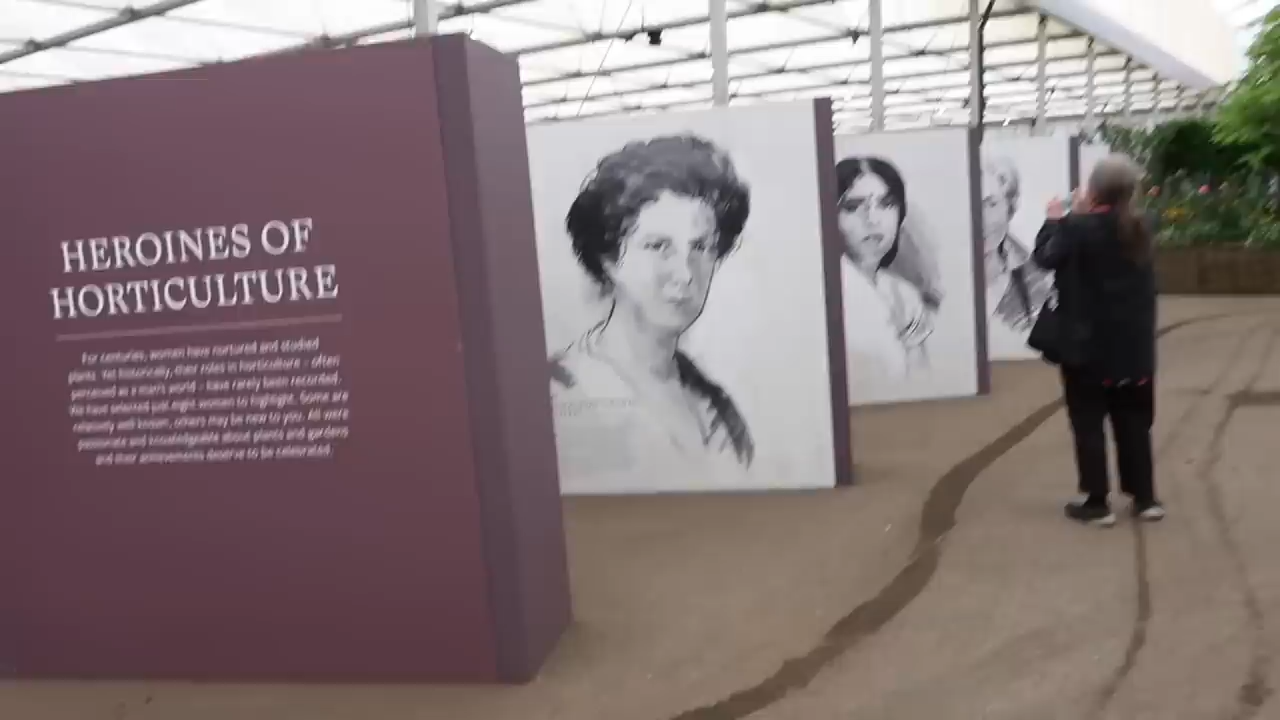 HEROINES OF
HORTICULTURE
For centuries, women have nurtured and studied
plants. Yet historically, their roles in horticulture – often
perceived as a man's world – have rarely been recorded.
We have selected just eight women to highlight. Some are
relatively well known, others may be new to you. All were
passionate and knowledgeable about plants and gardens
and their achievements deserve to be celebrated.